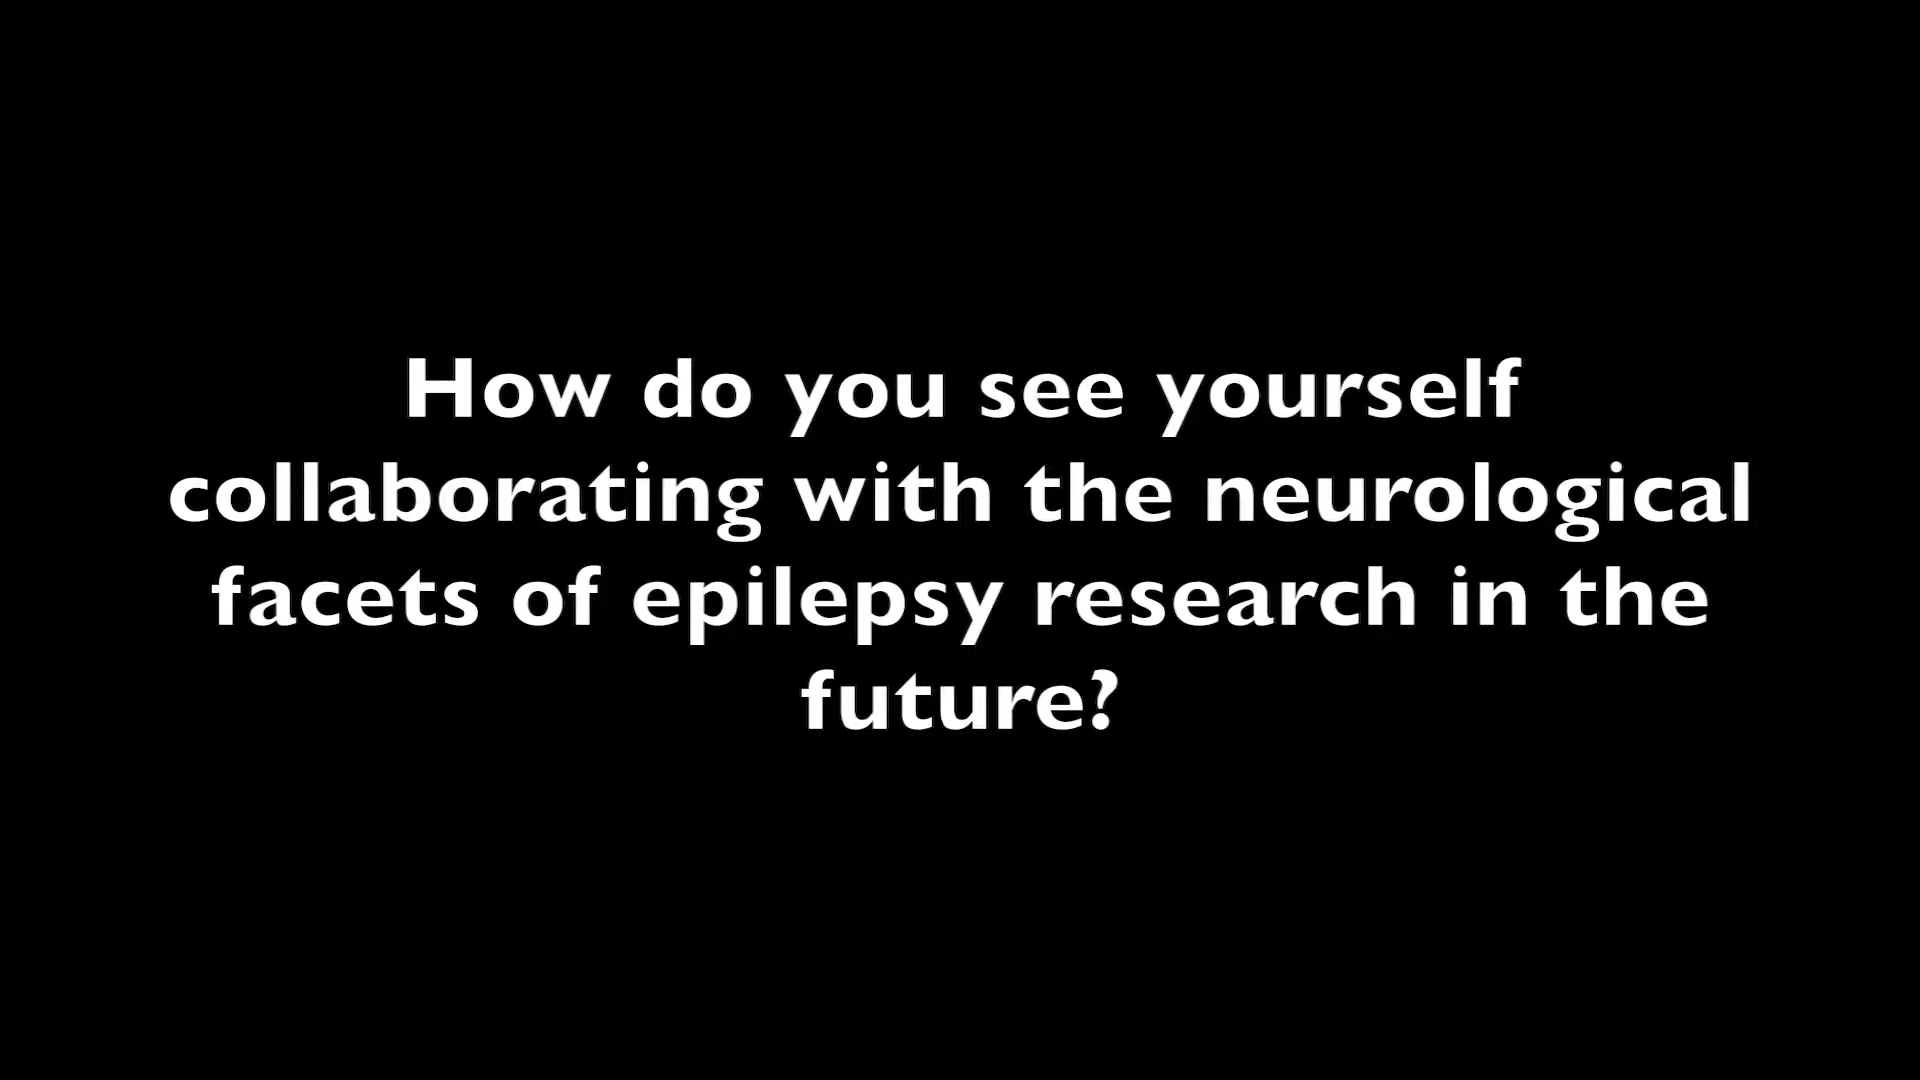 How do you see yourself
collaborating with the neurological
facets of epilepsy research in the
future?